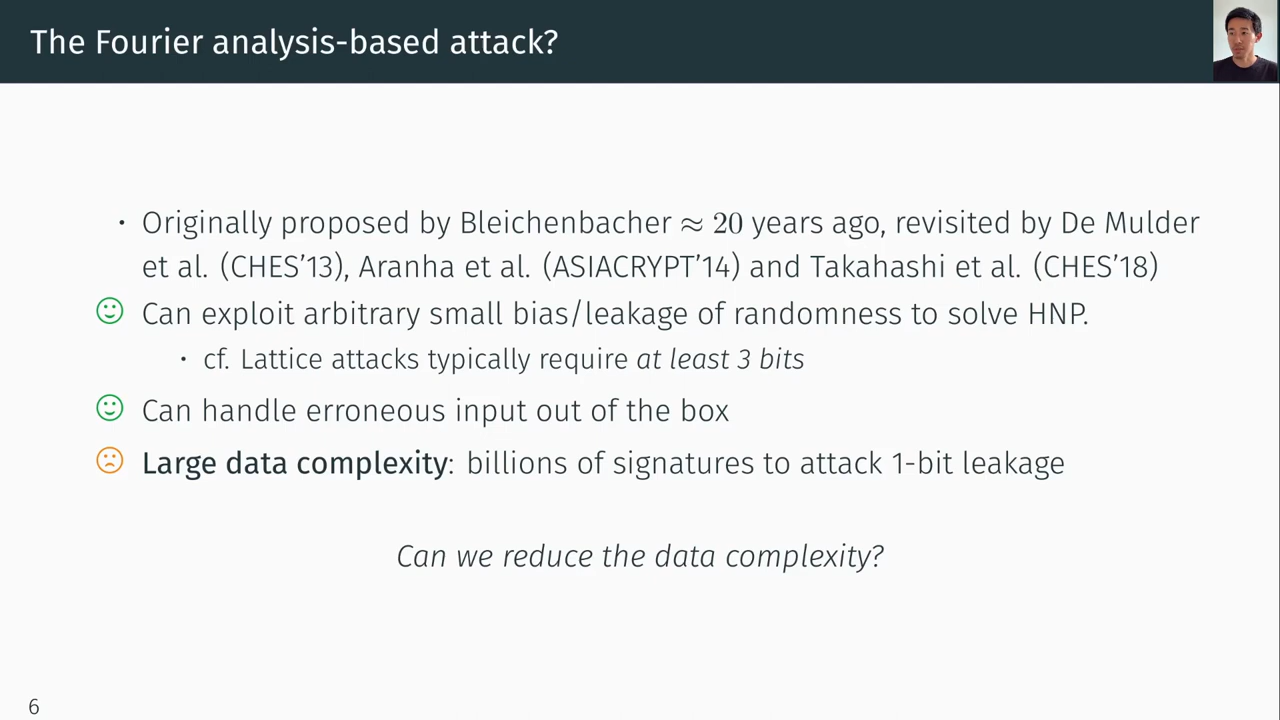 The Fourier analysis-based attack?
• Originally proposed by Bleichenbacher ≈ 20 years ago, revisited by De Mulder
et al. (CHES’13), Aranha et al. (ASIACRYPT’14) and Takahashi et al. (CHES’18)
Can exploit arbitrary small bias/leakage of randomness to solve HNP.
• cf. Lattice attacks typically require at least 3 bits
Can handle erroneous input out of the box
Large data complexity: billions of signatures to attack 1-bit leakage
Can we reduce the data complexity?
6